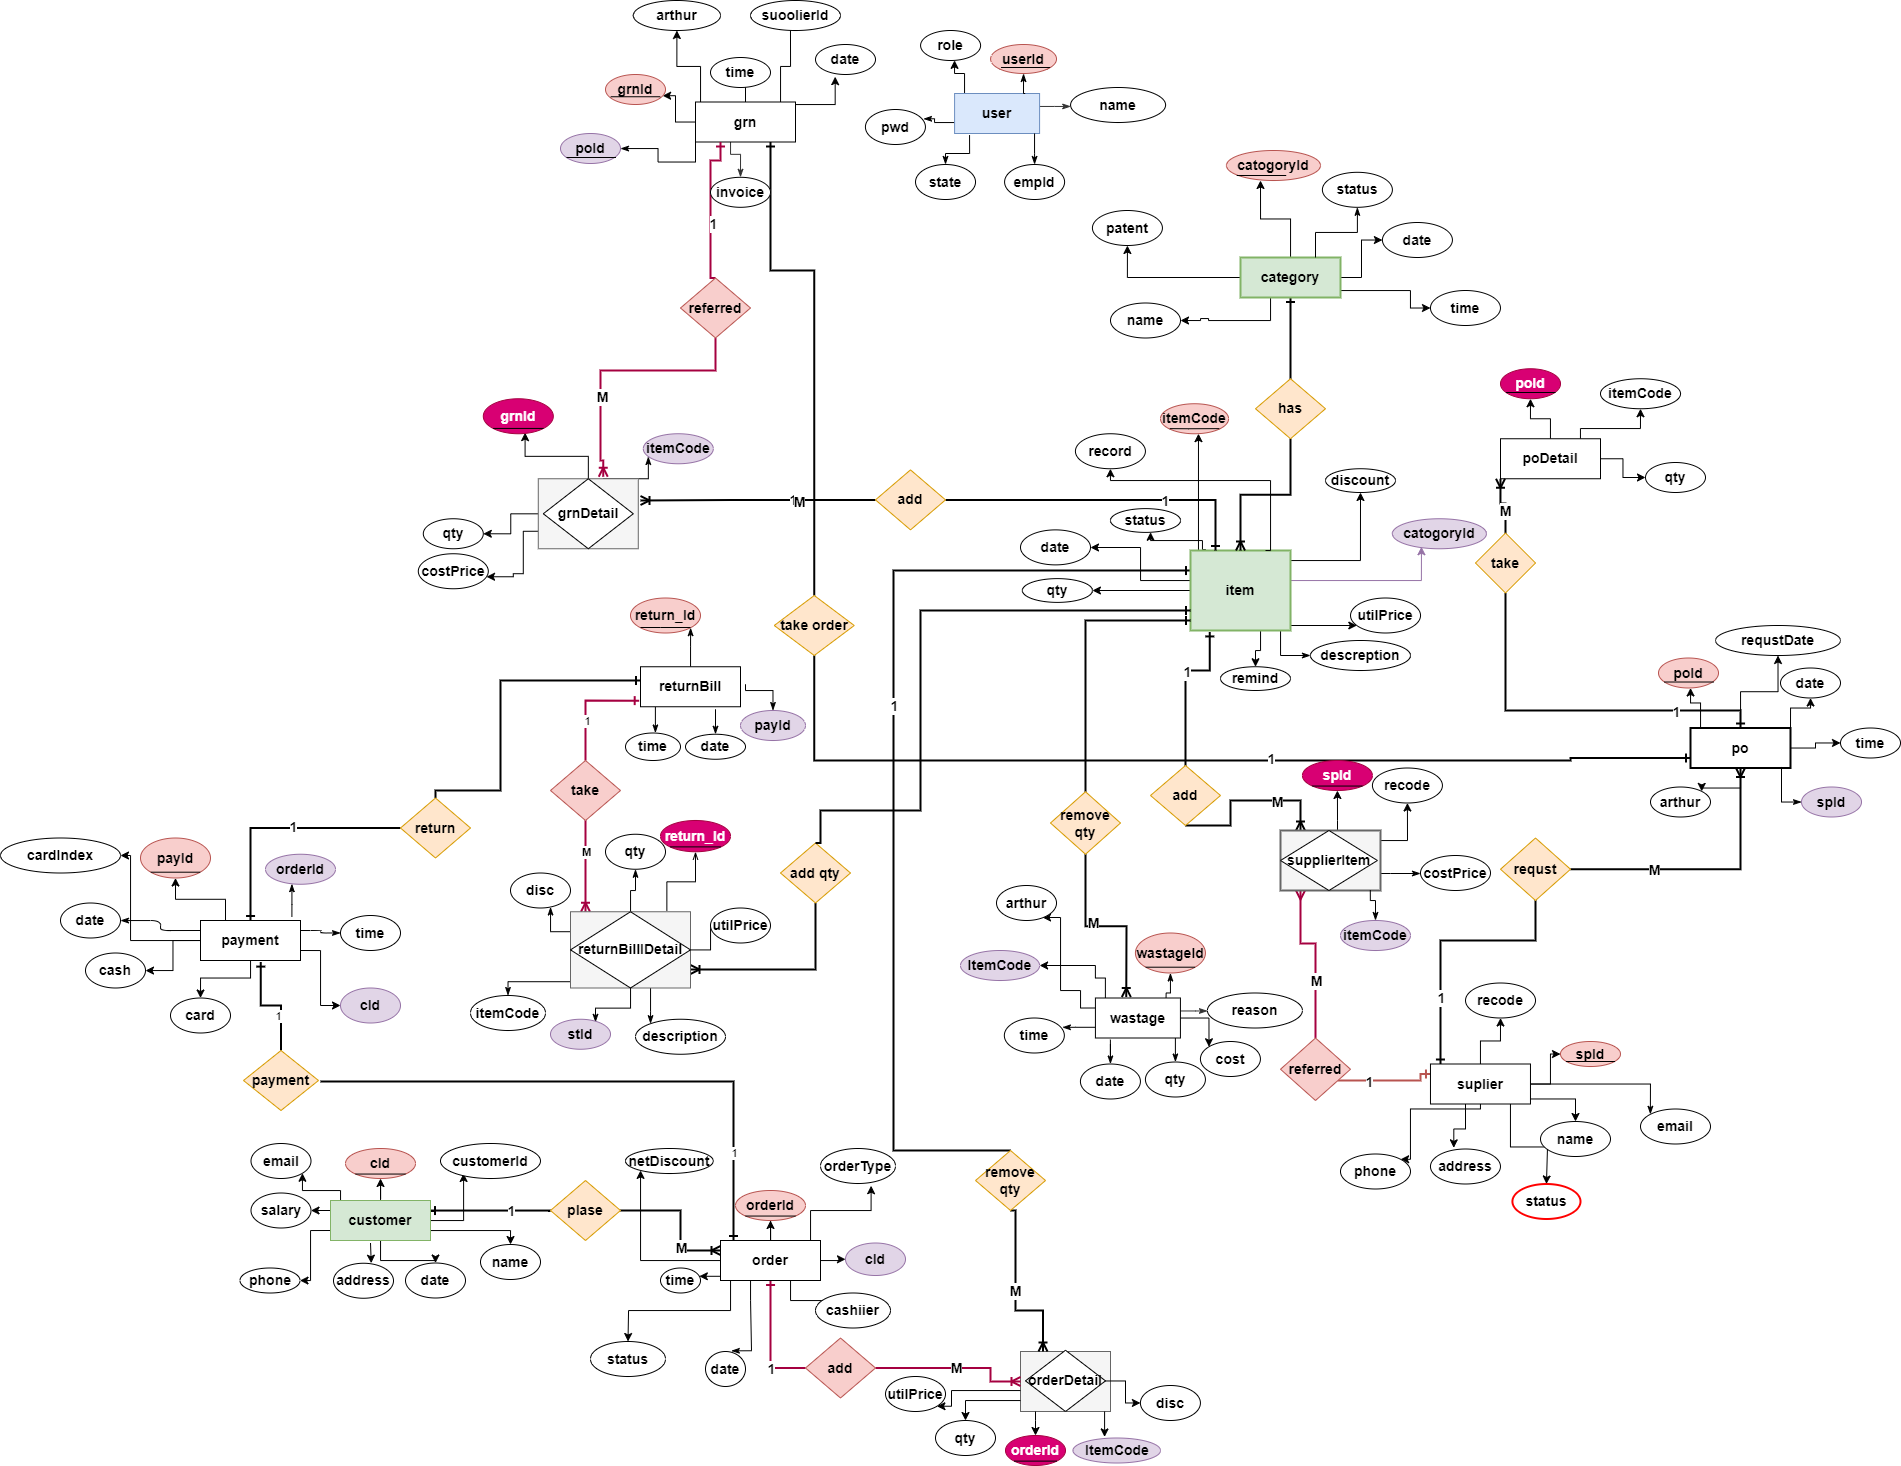 arthur
suoolierId
date
time
grnId
grn
poId
invoice
1
referred
M
role
userId
name
user
pwd
state
empId
catogoryId
status
patent
date
category
time
name
has
poId
itemCode
poDetail
qty
M
take
1
grnId
itemCode
grnDetail
qty
costPrice
1
M
add
1
itemCode
record
discount
status
date
catogoryId
item
qty
utilPrice
descreption
remind
take order
return_Id
returnBill
payId
time
date
1
take
M
1
1
requstDate
poId
date
time
po
arthur
spId
1
add
M
spId
recode
remove
qty
supplierItem
costPrice
itemCode
requst
M
1
return
1
cardIndex
payId
orderId
date
time
payment
cash
card
cId
1
payment
1
qty
return_Id
disc
utilPrice
returnBillDetail
itemCode
stId
description
add qty
arthur
M
wastageId
ItemCode
wastage
reason
time
cost
date
qty
M
referred
1
recode
spId
suplier
email
name
phone
address
status
email
cId
customerId
salary
customer
phone
address
date
name
1
plase
M
netDiscount
orderType
orderId
order
cId
time
cashiier
status
date
1
add
M
remove
qty
M
utilPrice
orderDetail
disc
qty
orderId
ItemCode